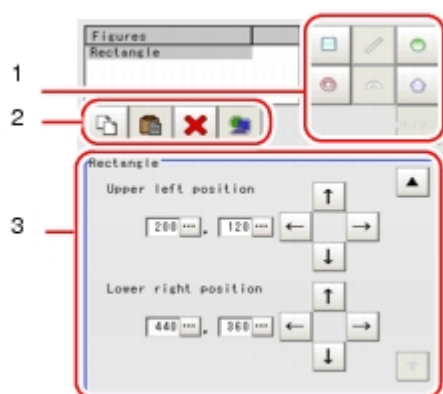 Figures
Rectangle
1
2
3
Rectangle
Upper left position
200 ... , 120 ...
Lower right position
440 ... , 360 ...